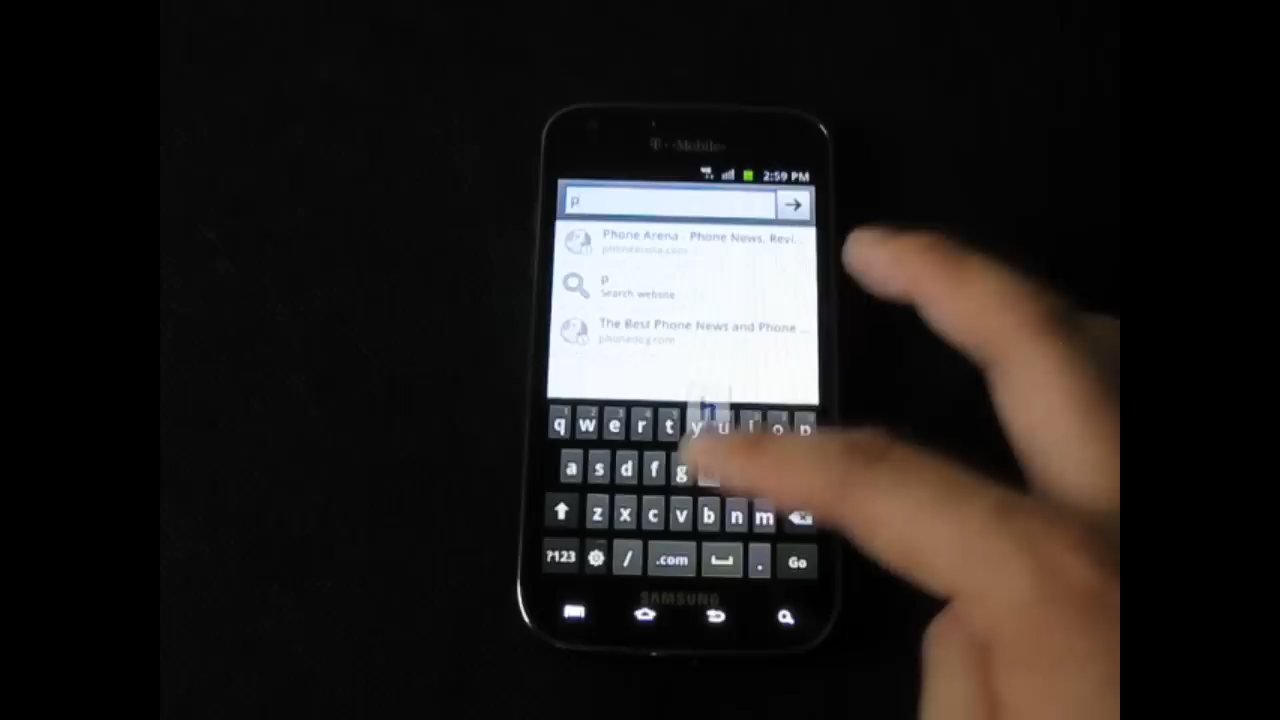 T··Mobile
2:59 PM
p
Phone Arena - Phone News, Revi...
phonearena.com
p
Search website
The Best Phone News and Phone ...
phonedog.com
h
q w e r t y u i o p
a s d f g
z x c v b n m
?123 / .com . Go
SAMSUNG